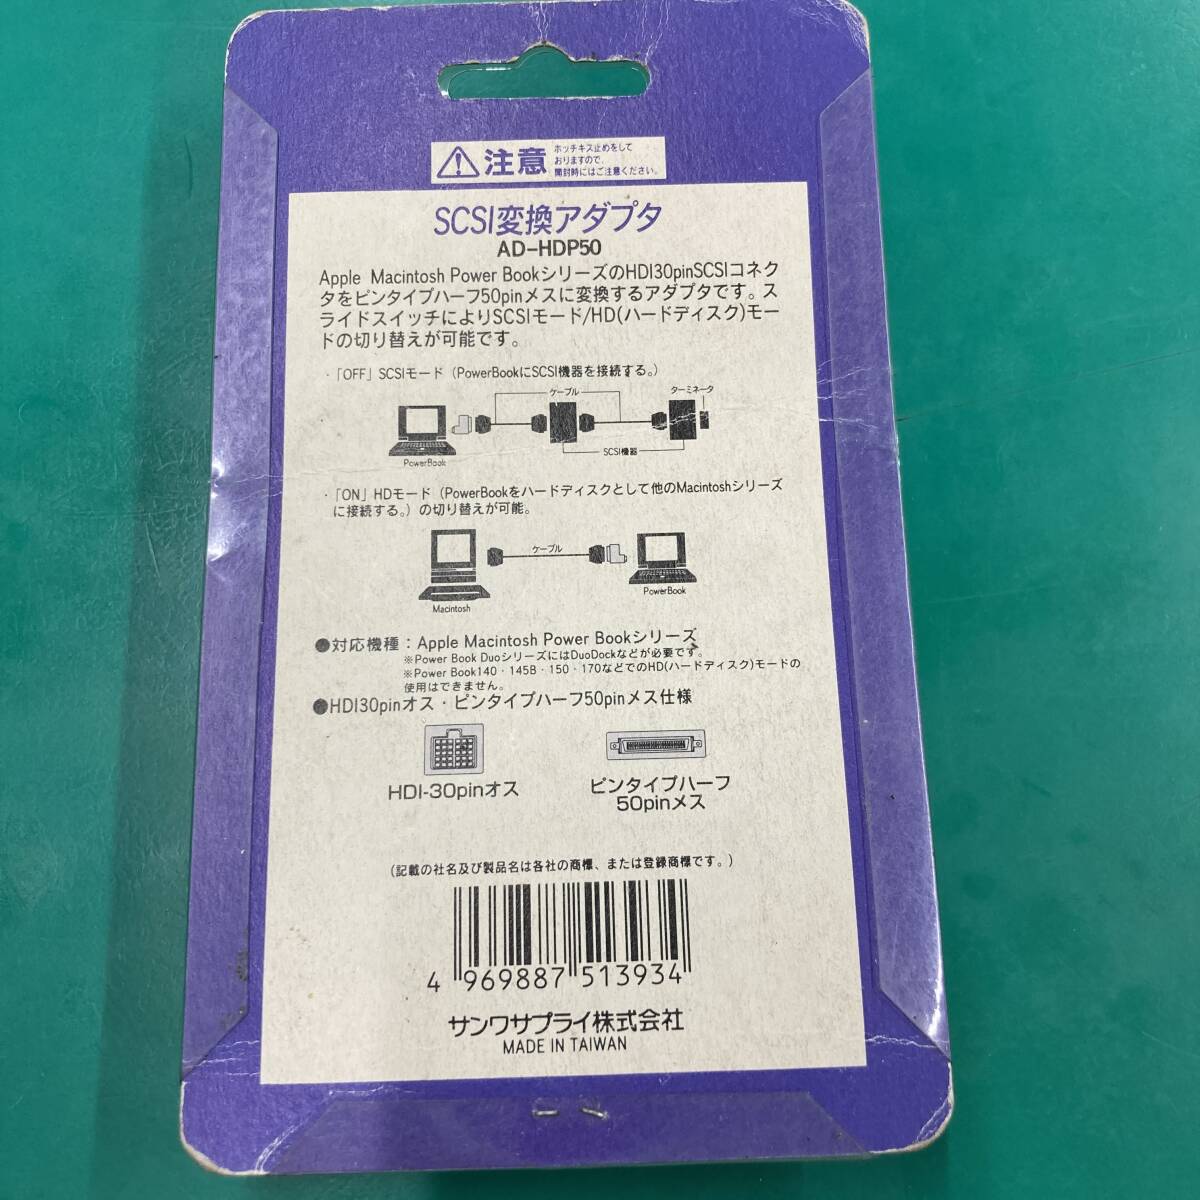 注意
ホッチキス止めをして
おりますので、
開封時にはご注意ください。
SCSI変換アダプタ
AD-HDP50
Apple Macintosh Power BookシリーズのHDI30pinSCSIコネク
タをピンタイプハーフ50pinメスに変換するアダプタです。ス
ライドスイッチによりSCSIモード/HD(ハードディスク)モー
ドの切り替えが可能です。
・「OFF」SCSIモード（PowerBookにSCSI機器を接続する。）
ケーブル
ターミネータ
SCSI機器
PowerBook
・「ON」HDモード（PowerBookをハードディスクとして他のMacintoshシリーズ
に接続する。）の切り替えが可能。
ケーブル
Macintosh
PowerBook
●対応機種：Apple Macintosh Power Bookシリーズ
※Power Book DuoシリーズにはDuoDockなどが必要です。
※Power Book140・145B・150・170などでのHD(ハードディスク)モードの
使用はできません。
●HDI30pinオス・ピンタイプハーフ50pinメス仕様
HDI-30pinオス
ピンタイプハーフ
50pinメス
（記載の社名及び製品名は各社の商標、または登録商標です。）
4 969887 513934
サンワサプライ株式会社
MADE IN TAIWAN